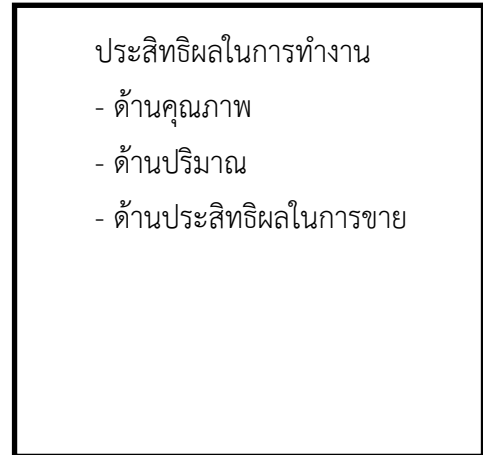 ประสิทธิผลในการทำงาน
- ด้านคุณภาพ
- ด้านปริมาณ
- ด้านประสิทธิผลในการขาย